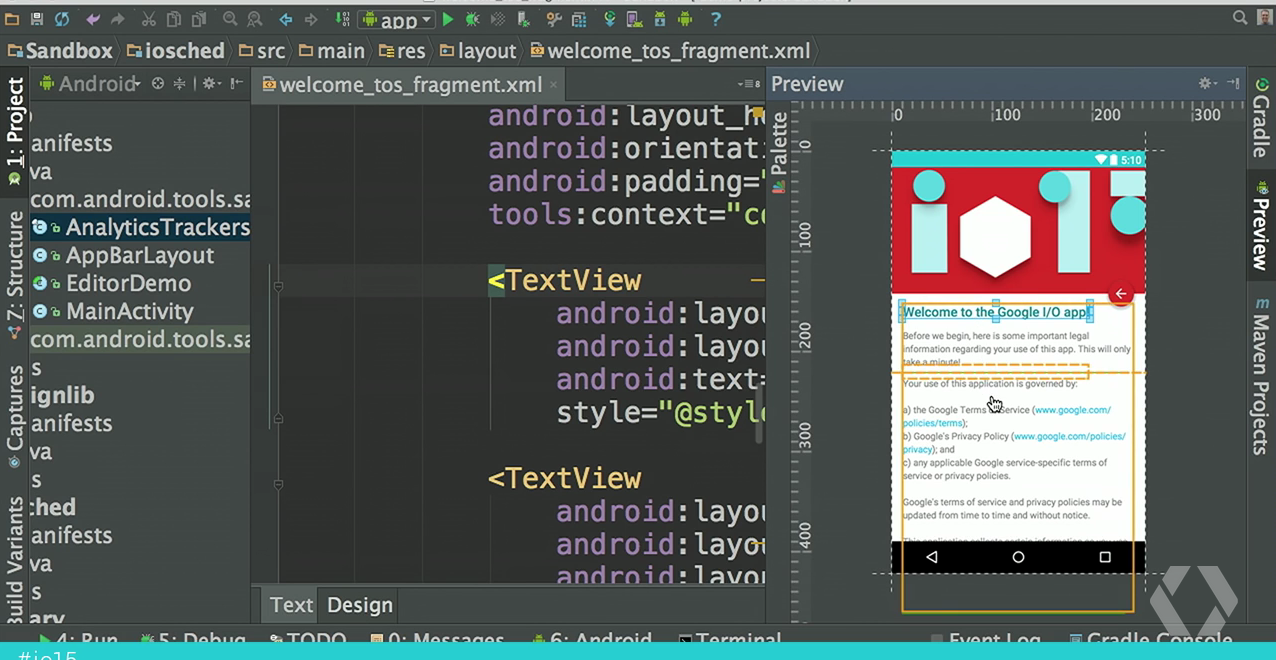 app
Sandbox iosched src main res layout welcome_tos_fragment.xml
1: Project
Z: Structure
Captures
Build Variants
Android
anifests
va
com.android.tools.sa
AnalyticsTrackers
AppBarLayout
EditorDemo
MainActivity
com.android.tools.sa
s
ignlib
anifests
va
s
ched
anifests
va
s
ary
welcome_tos_fragment.xml
android:layout_h
android:orientat
android:padding="
tools:context="co
<TextView
android:layou
android:layou
android:text=
style="@style
<TextView
android:layou
android:layou
android:layou
Text Design
Preview
Palette
0 100 200 300
0
100
200
300
400
5:10
Welcome to the Google I/O app!
Before we begin, here is some important legal
information regarding your use of this app. This will only
take a minute!
Your use of this application is governed by:
a) the Google Terms of Service (www.google.com/
policies/terms);
b) Google's Privacy Policy (www.google.com/policies/
privacy); and
c) any applicable Google service-specific terms of
service or privacy policies.
Google's terms of service and privacy policies may be
updated from time to time and without notice.
Gradle
Preview
Maven Projects
4: Run 5: Debug TODO 0: Messages 6: Android Terminal Event Log Gradle Console
#io15